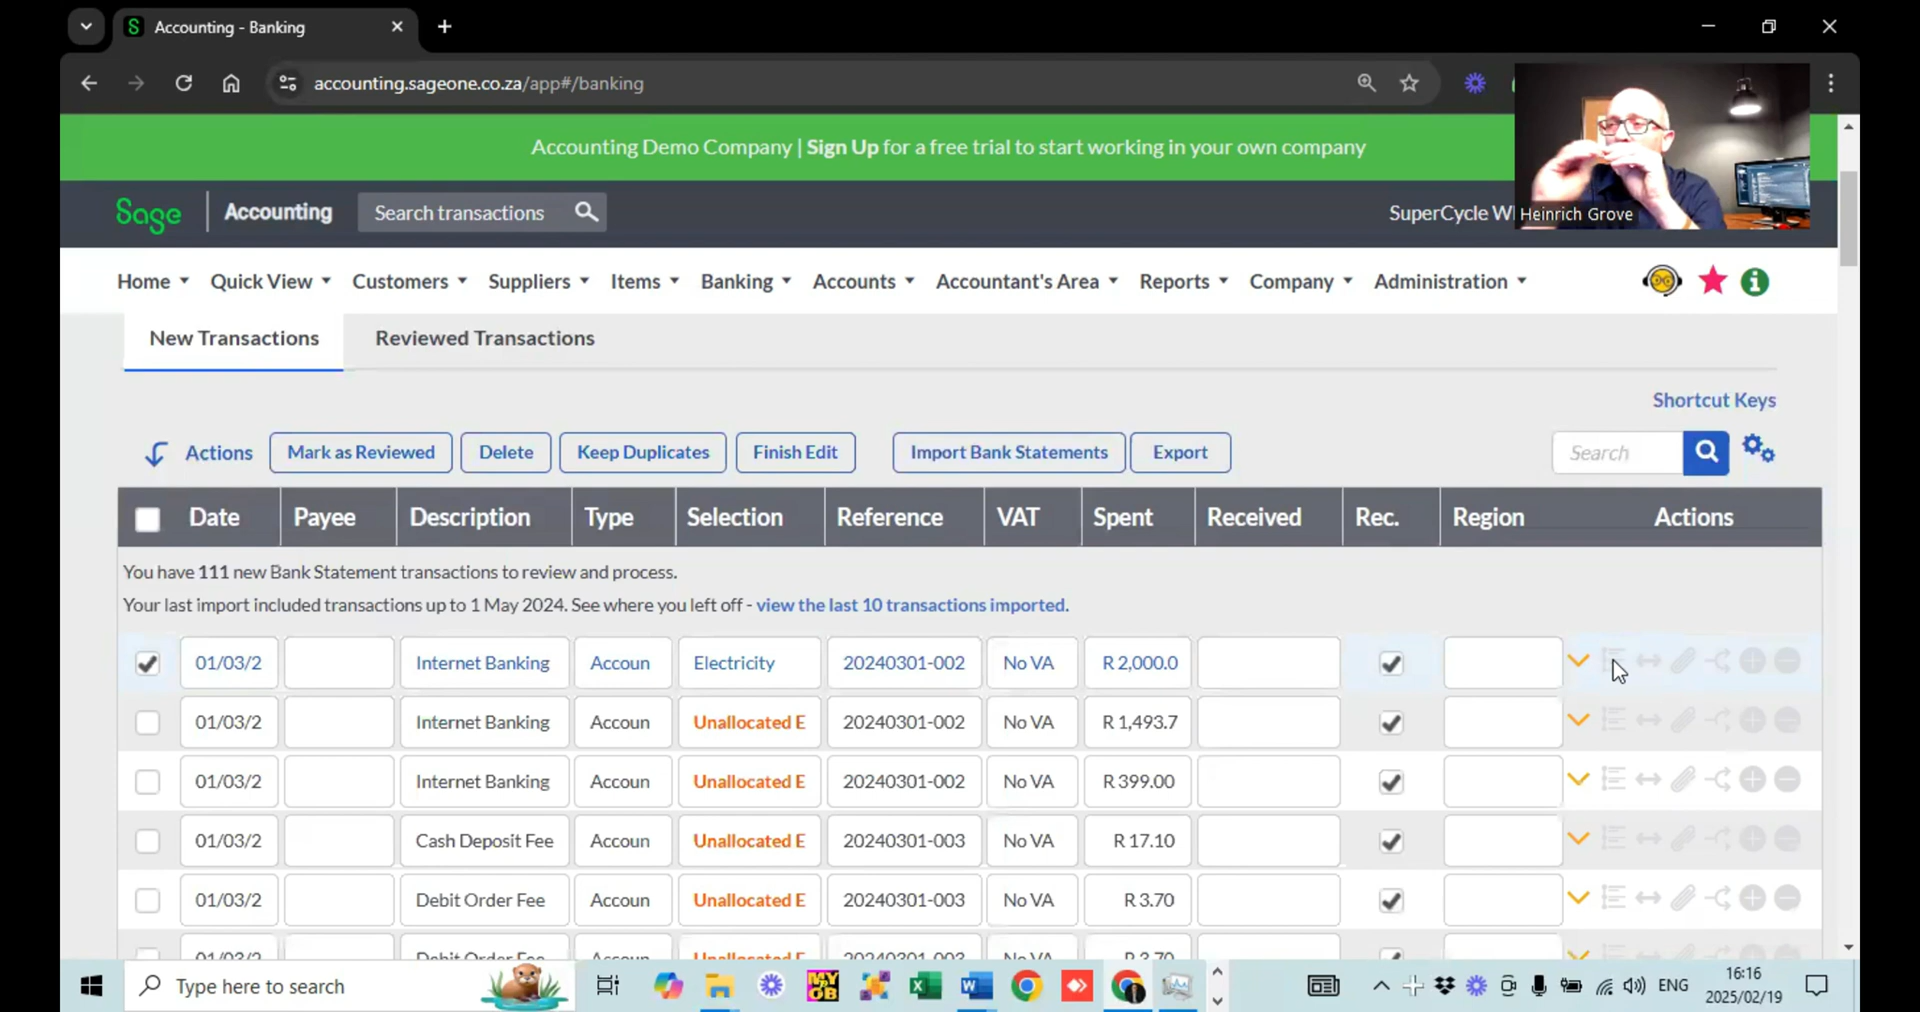 Accounting - Banking
accounting.sageone.co.za/app#/banking
Accounting Demo Company | Sign Up for a free trial to start working in your own company
Sage Accounting Search transactions SuperCycle
Heinrich Grove
Home Quick View Customers Suppliers Items Banking Accounts Accountant's Area Reports Company Administration
New Transactions Reviewed Transactions
Shortcut Keys
Actions Mark as Reviewed Delete Keep Duplicates Finish Edit Import Bank Statements Export Search
Date Payee Description Type Selection Reference VAT Spent Received Rec. Region Actions
You have 111 new Bank Statement transactions to review and process.
Your last import included transactions up to 1 May 2024. See where you left off - view the last 10 transactions imported.
01/03/2 Internet Banking Accoun Electricity 20240301-002 No VA R 2,000.0
01/03/2 Internet Banking Accoun Unallocated E 20240301-002 No VA R 1,493.7
01/03/2 Internet Banking Accoun Unallocated E 20240301-002 No VA R 399.00
01/03/2 Cash Deposit Fee Accoun Unallocated E 20240301-003 No VA R 17.10
01/03/2 Debit Order Fee Accoun Unallocated E 20240301-003 No VA R 3.70
Type here to search
MYOB
ENG
16:16
2025/02/19